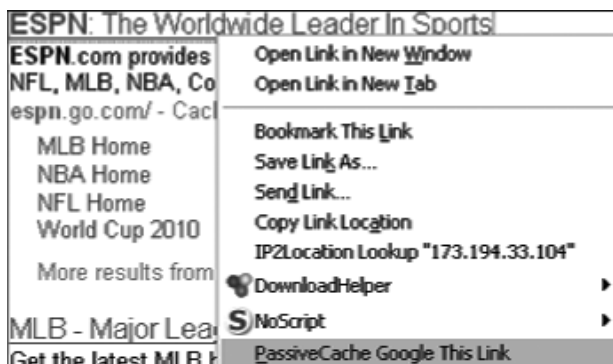 ESPN: The Worldwide Leader In Sports
ESPN.com provides
NFL, MLB, NBA, Co
espn.go.com/ - Cacl
MLB Home
NBA Home
NFL Home
World Cup 2010
More results from
MLB - Major Lea
Get the latest MLB
Open Link in New Window
Open Link in New Tab
Bookmark This Link
Save Link As...
Send Link...
Copy Link Location
IP2Location Lookup "173.194.33.104"
DownloadHelper
NoScript
PassiveCache Google This Link